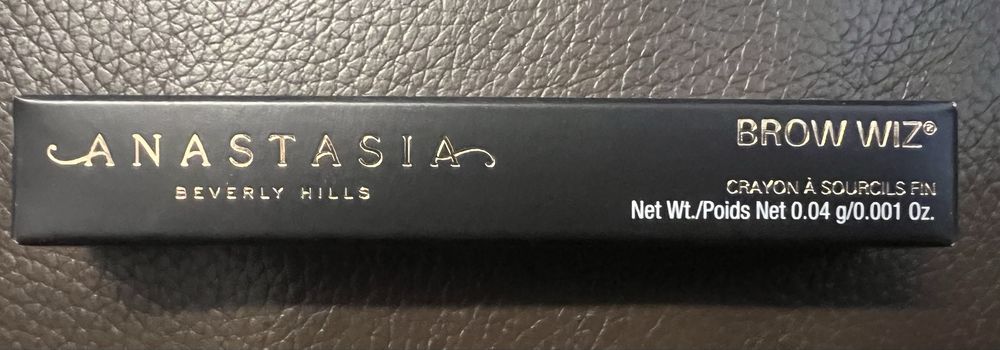 ANASTASIA
BEVERLY HILLS
BROW WIZ®
CRAYON À SOURCILS FIN
Net Wt./Poids Net 0.04 g/0.001 Oz.